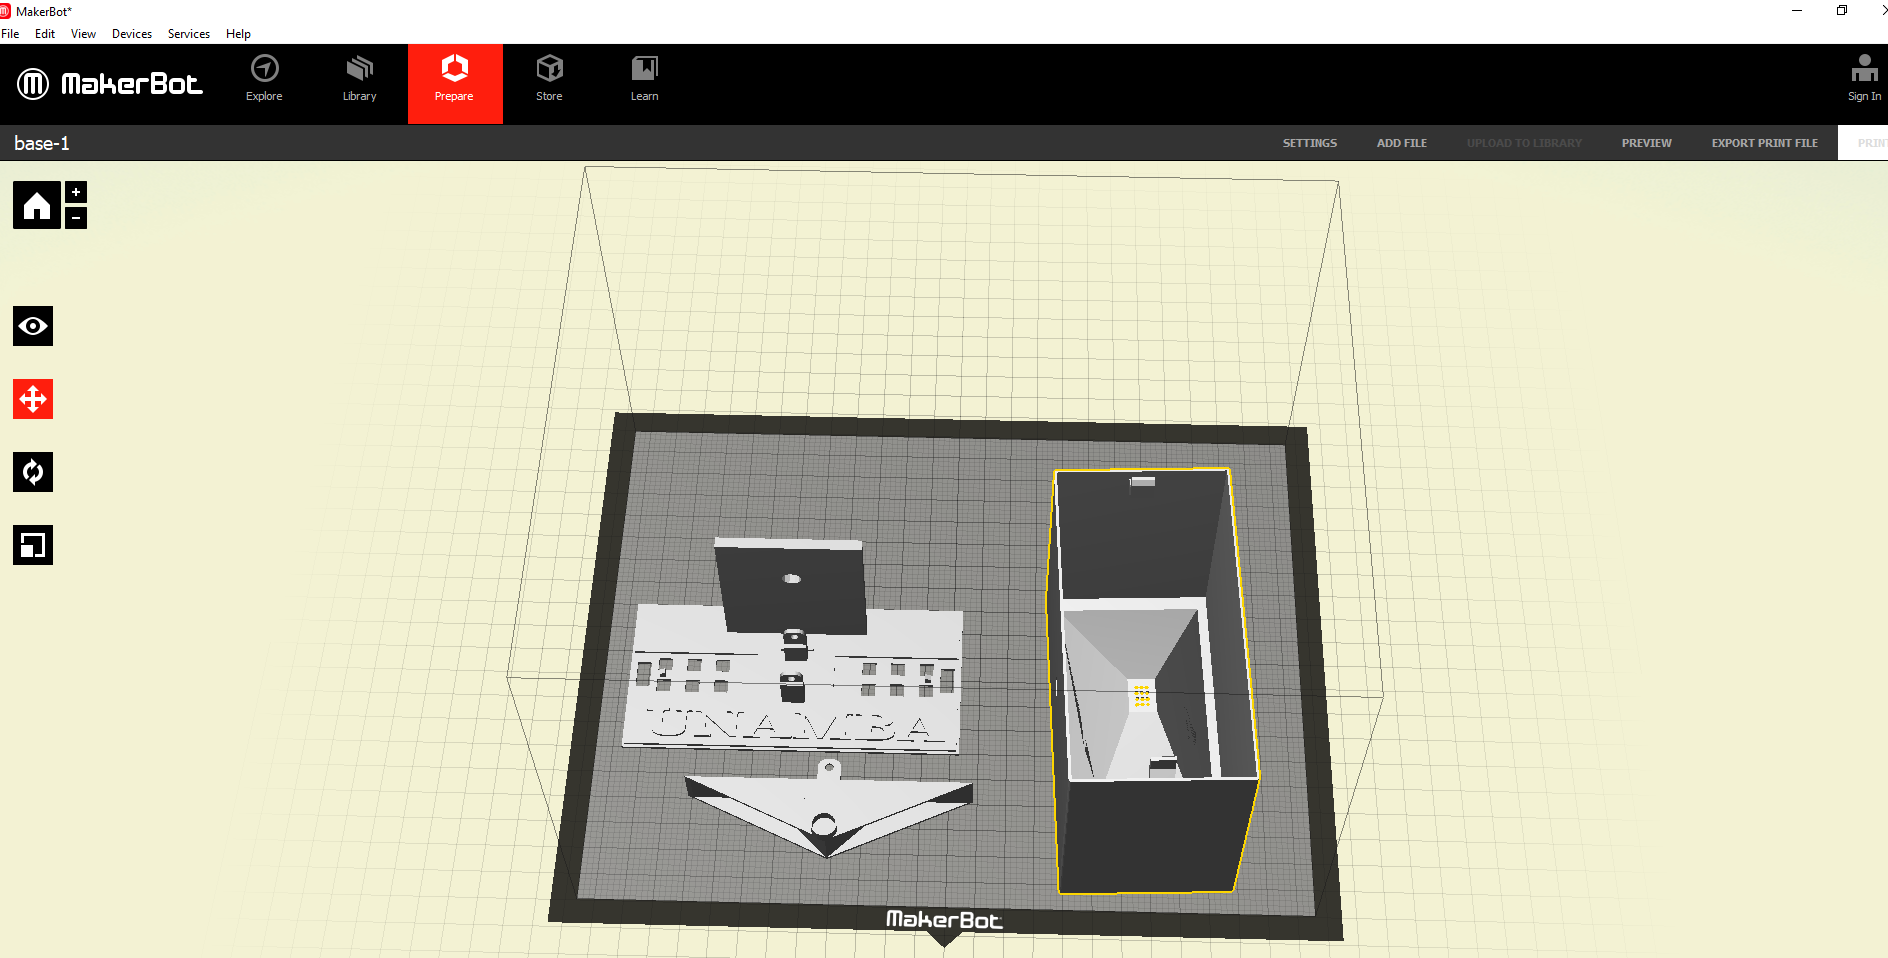 MakerBot*
File Edit View Devices Services Help
MakerBot
Explore Library Prepare Store Learn
Sign In
base-1
SETTINGS ADD FILE UPLOAD TO LIBRARY PREVIEW EXPORT PRINT FILE PRINT
UNAMBA
MakerBot